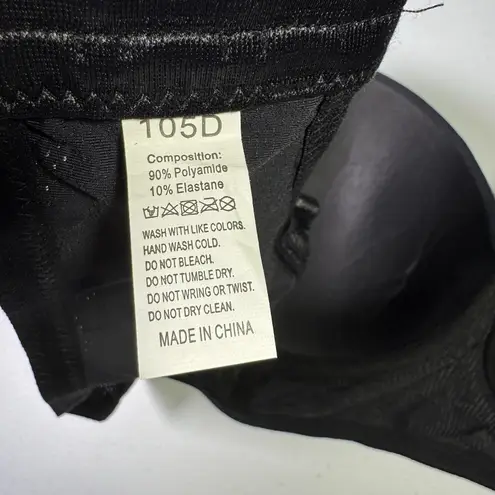 105D
Composition:
90% Polyamide
10% Elastane
WASH WITH LIKE COLORS.
HAND WASH COLD.
DO NOT BLEACH.
DO NOT TUMBLE DRY.
DO NOT WRING OR TWIST.
DO NOT DRY CLEAN.
MADE IN CHINA